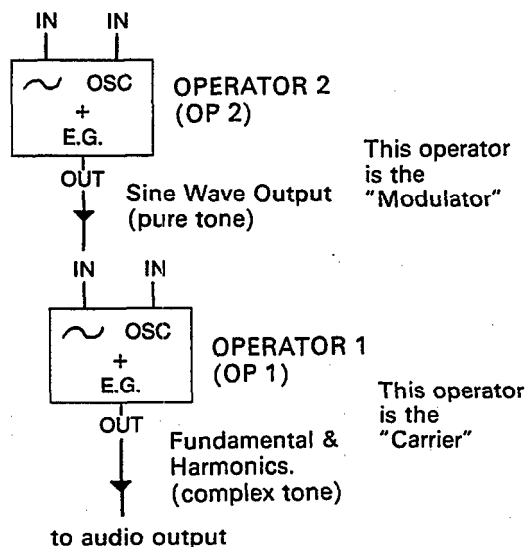 IN IN
OSC
+
E.G.
OPERATOR 2
(OP 2)
This operator
is the
"Modulator"
OUT
Sine Wave Output
(pure tone)
IN IN
OSC
+
E.G.
OPERATOR 1
(OP 1)
This operator
is the
"Carrier"
OUT
Fundamental &
Harmonics.
(complex tone)
to audio output